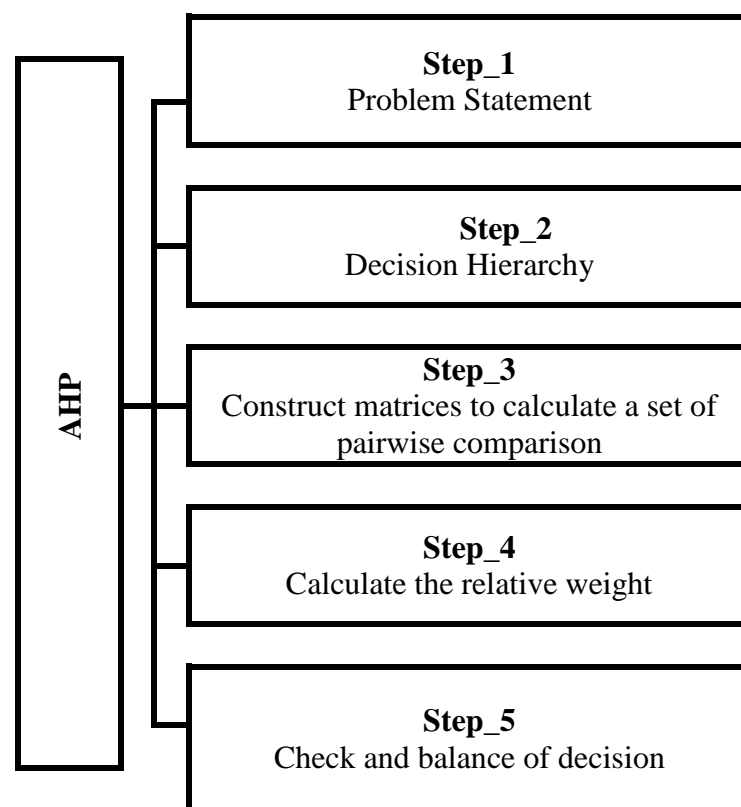 AHP
Step_1
Problem Statement
Step_2
Decision Hierarchy
Step_3
Construct matrices to calculate a set of
pairwise comparison
Step_4
Calculate the relative weight
Step_5
Check and balance of decision